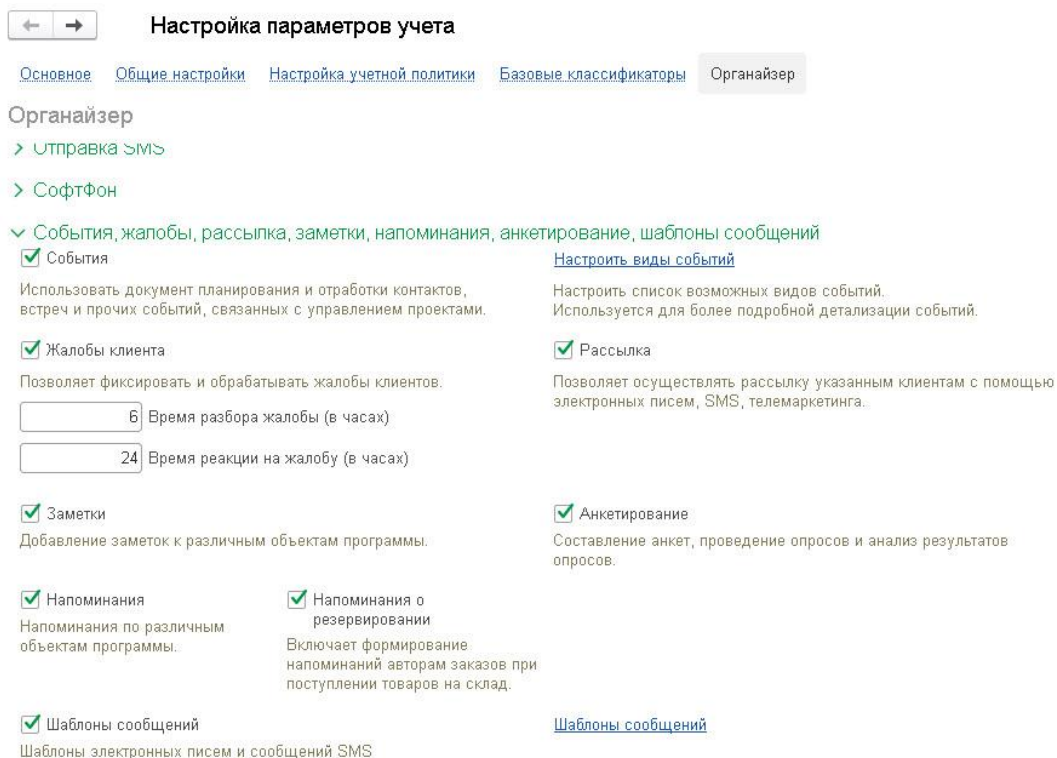 Настройка параметров учета
Основное Общие настройки Настройка учетной политики Базовые классификаторы Органайзер
Органайзер
Отправка SMS
СофтФон
События, жалобы, рассылка, заметки, напоминания, анкетирование, шаблоны сообщений
События
Настроить виды событий
Использовать документ планирования и отработки контактов,
встреч и прочих событий, связанных с управлением проектами.
Настроить список возможных видов событий.
Используется для более подробной детализации событий.
Жалобы клиента
Рассылка
Позволяет фиксировать и обрабатывать жалобы клиентов.
Позволяет осуществлять рассылку указанным клиентам с помощью
электронных писем, SMS, телемаркетинга.
6 Время разбора жалобы (в часах)
24 Время реакции на жалобу (в часах)
Заметки
Анкетирование
Добавление заметок к различным объектам программы.
Составление анкет, проведение опросов и анализ результатов
опросов.
Напоминания
Напоминания по различным
объектам программы.
Напоминания о
резервировании
Включает формирование
напоминаний авторам заказов при
поступлении товаров на склад.
Шаблоны сообщений
Шаблоны сообщений
Шаблоны электронных писем и сообщений SMS